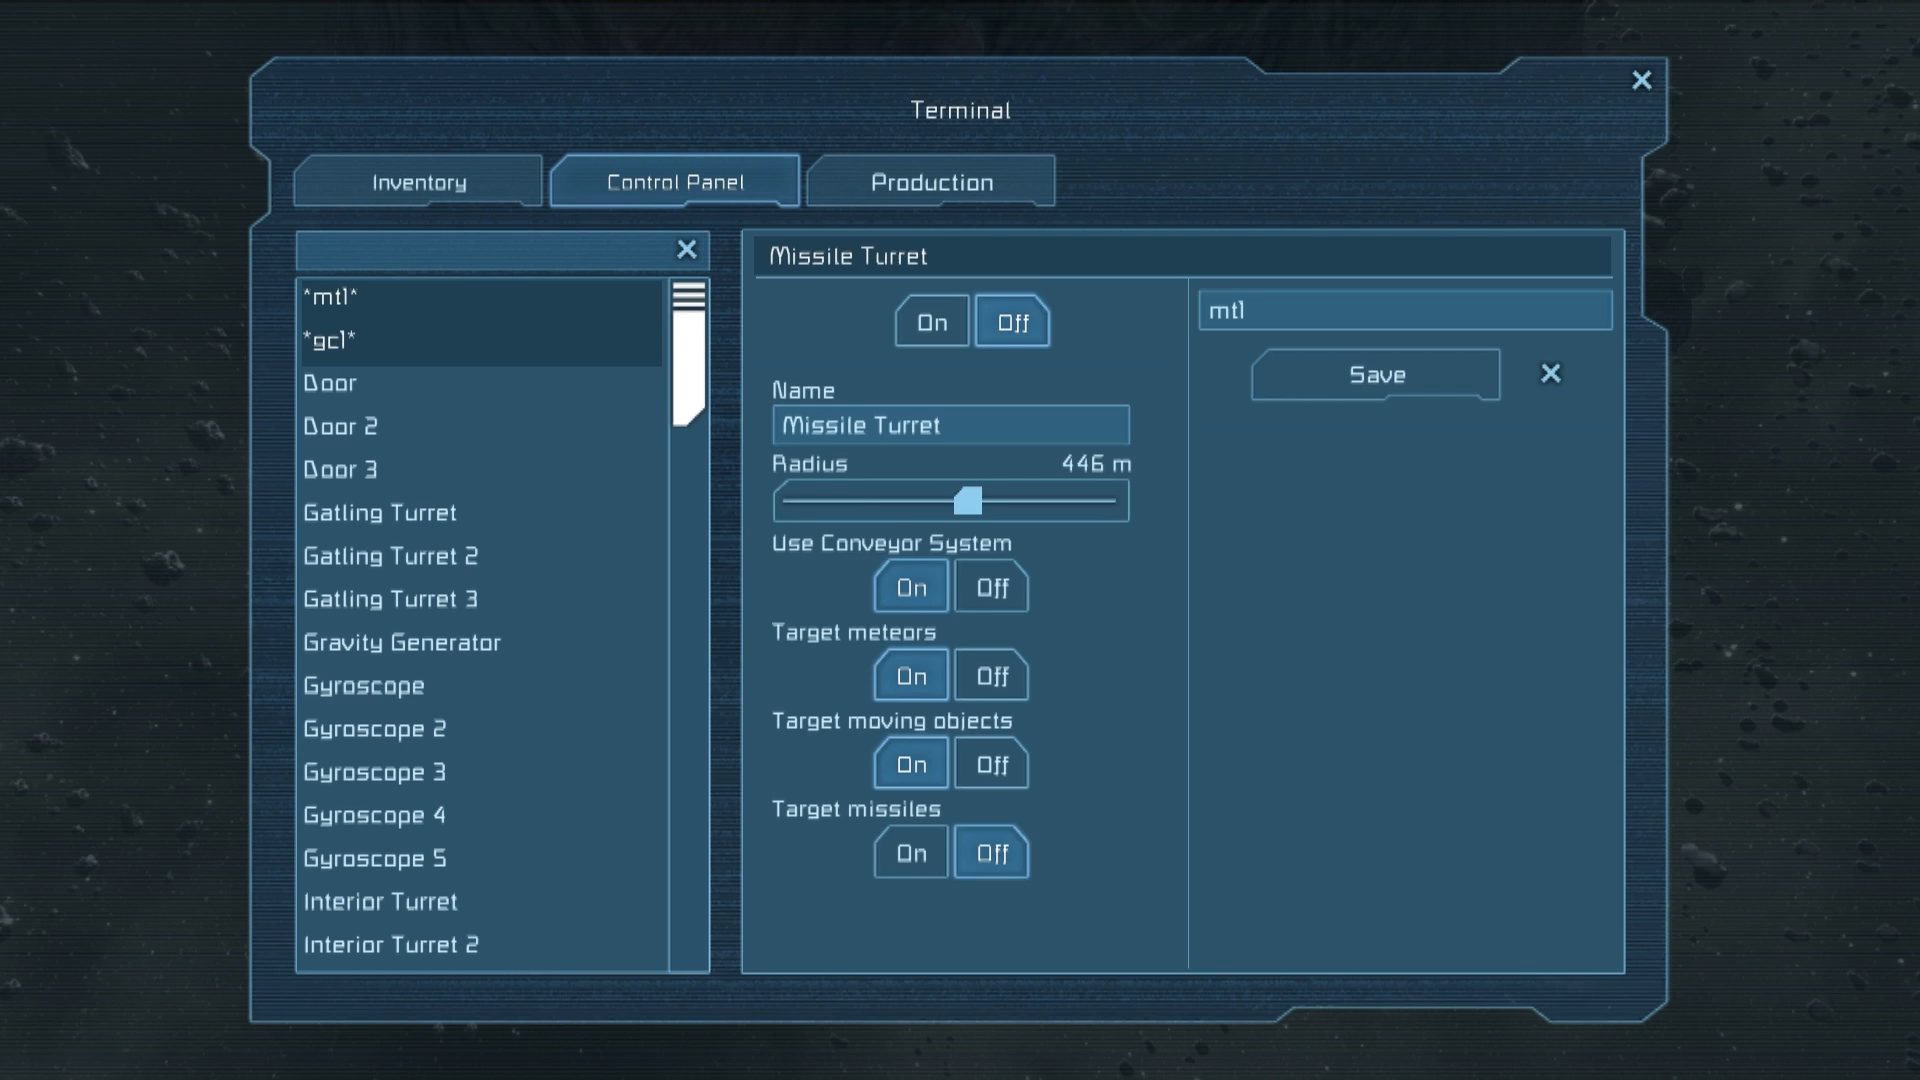 Terminal
Inventory
Control Panel
Production
*mt1*
*gc1*
Door
Door 2
Door 3
Gatling Turret
Gatling Turret 2
Gatling Turret 3
Gravity Generator
Gyroscope
Gyroscope 2
Gyroscope 3
Gyroscope 4
Gyroscope 5
Interior Turret
Interior Turret 2
Missile Turret
On Off
Name
Missile Turret
Radius 446 m
Use Conveyor System
On Off
Target meteors
On Off
Target moving objects
On Off
Target missiles
On Off
mt1
Save